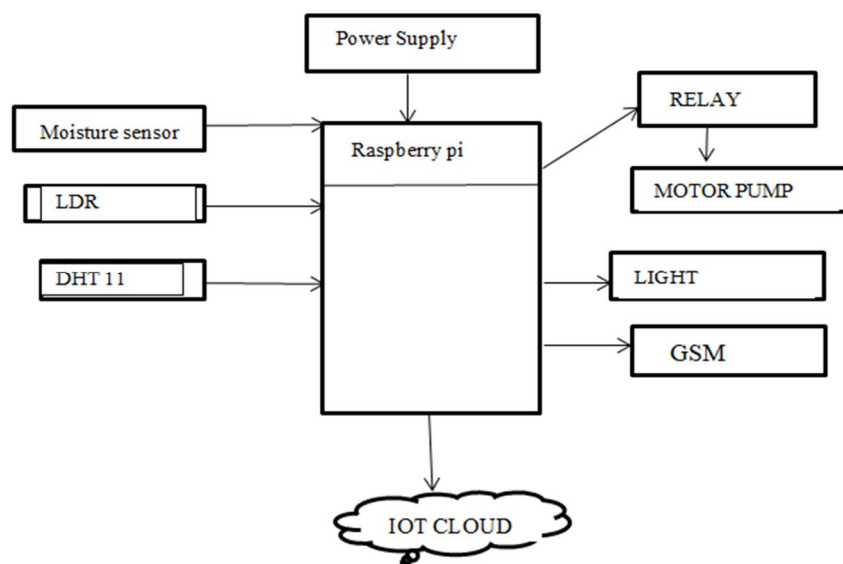 Power Supply
RELAY
Moisture sensor
Raspberry pi
MOTOR PUMP
LDR
DHT 11
LIGHT
GSM
IOT CLOUD